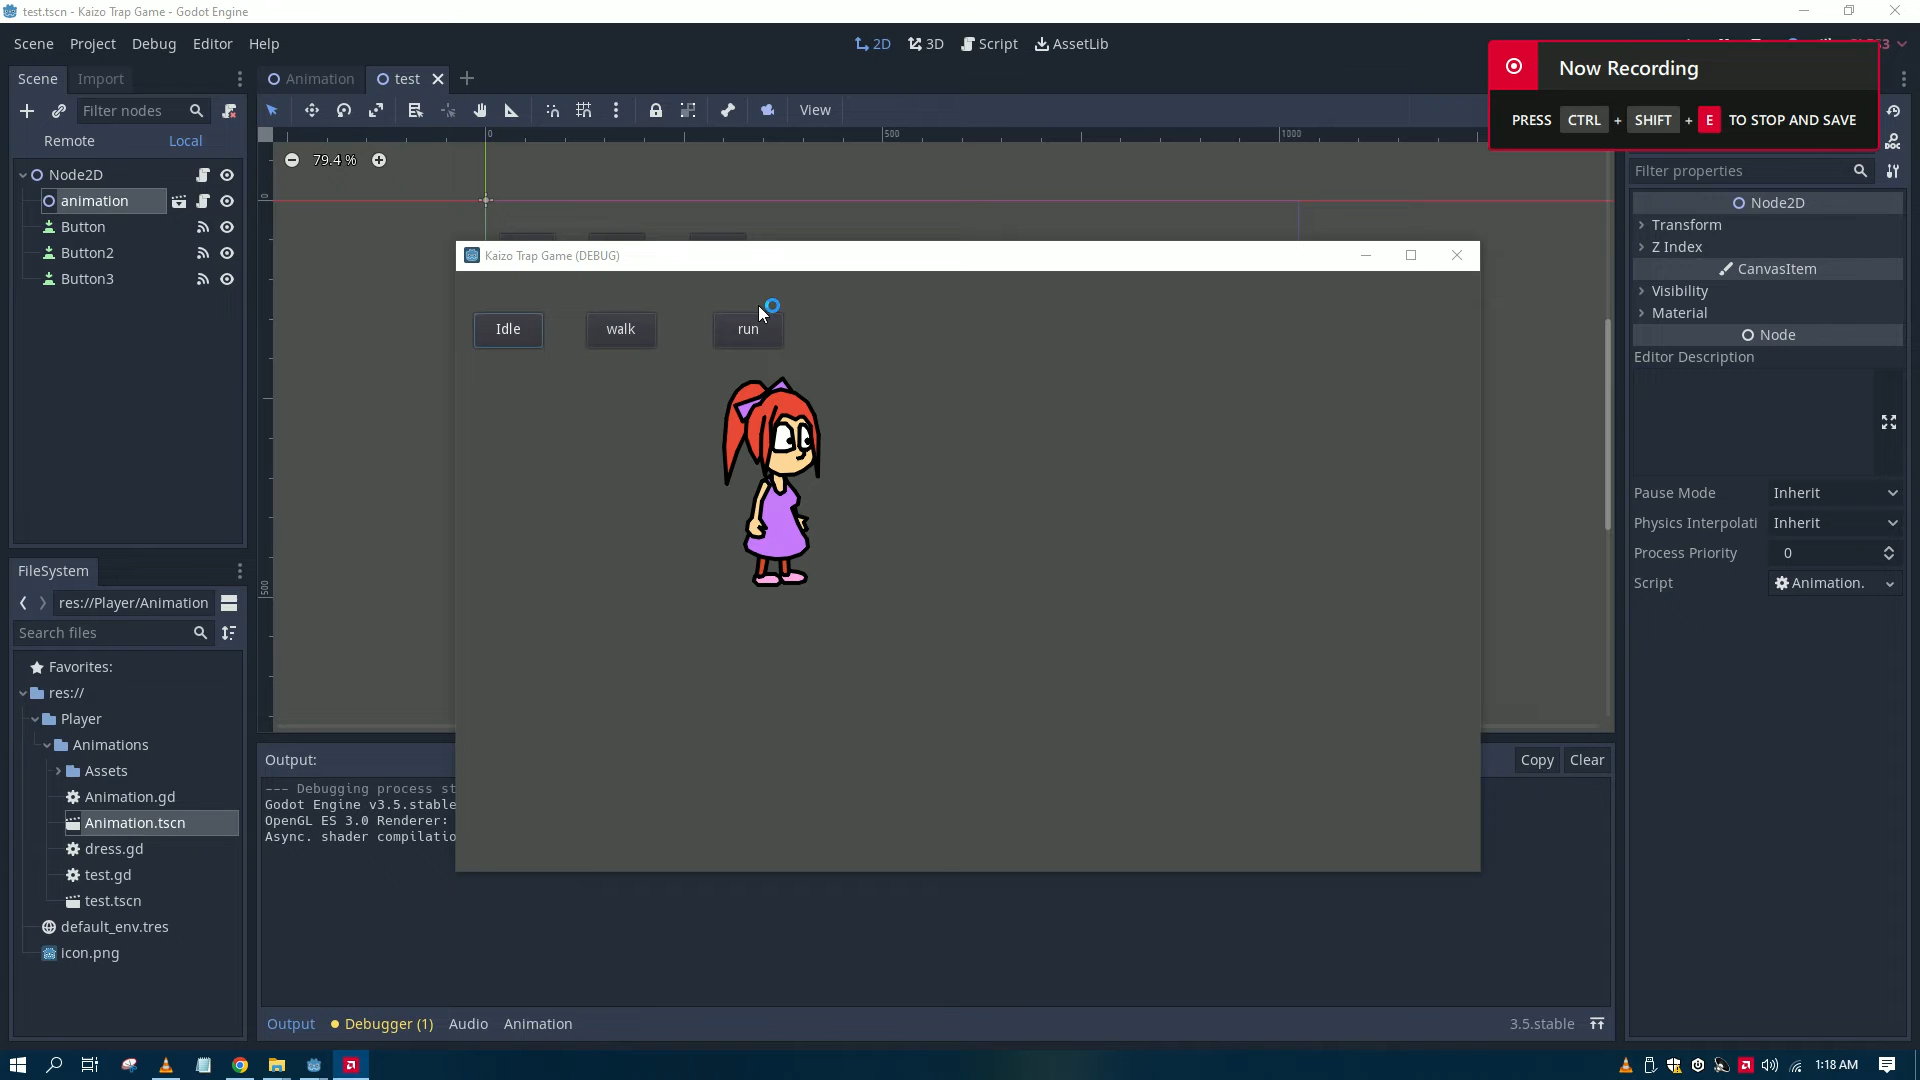 test.tscn - Kaizo Trap Game - Godot Engine
Scene Project Debug Editor Help
2D 3D Script AssetLib
Now Recording
PRESS CTRL + SHIFT + E TO STOP AND SAVE
Scene Import
Animation test
Filter nodes
View
Remote Local
0 500 1000
79.4 %
Filter properties
Node2D
animation
Button
Button2
Button3
0
500
Kaizo Trap Game (DEBUG)
Idle walk run
Node2D
Transform
Z Index
CanvasItem
Visibility
Material
Node
Editor Description
Pause Mode Inherit
Physics Interpolati Inherit
Process Priority 0
Script Animation.
FileSystem
res://Player/Animation
Search files
Favorites:
res://
Player
Animations
Assets
Animation.gd
Animation.tscn
dress.gd
test.gd
test.tscn
default_env.tres
icon.png
Output: Copy Clear
--- Debugging process st
Godot Engine v3.5.stable
OpenGL ES 3.0 Renderer:
Async. shader compilatio
Output Debugger (1) Audio Animation 3.5.stable
1:18 AM